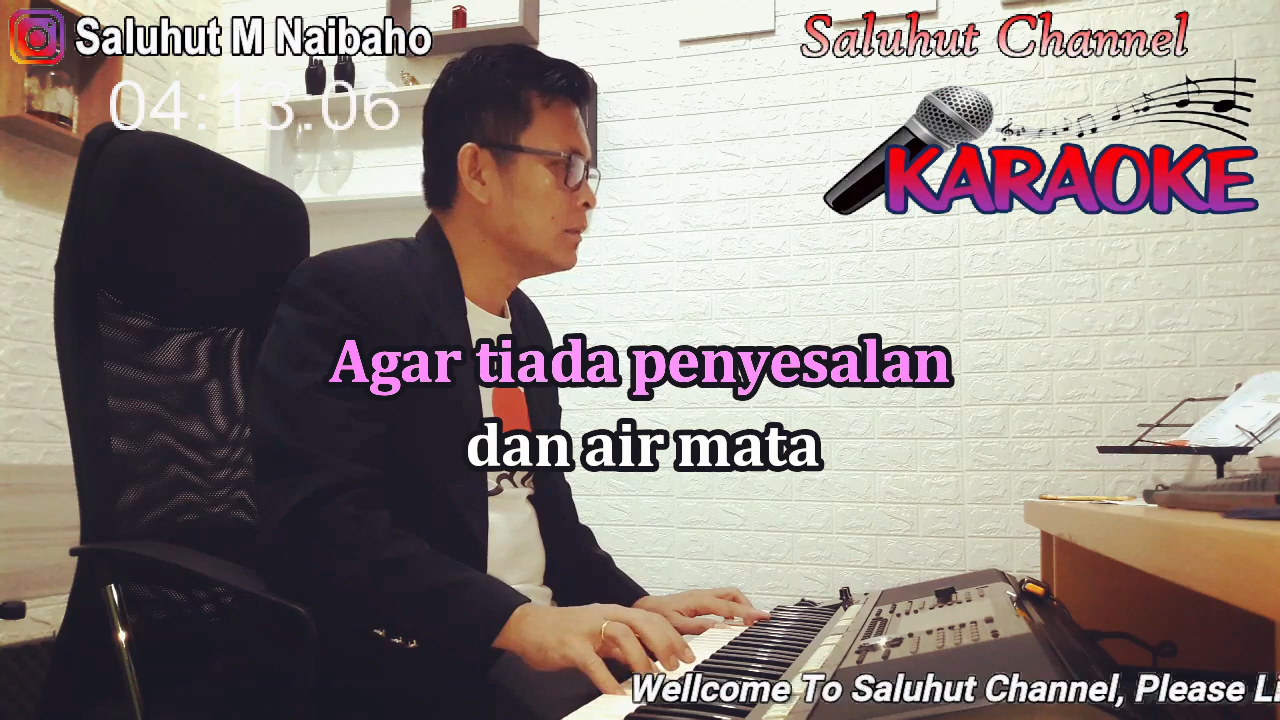 Saluhut M Naibaho
04:13:06
Saluhut Channel
KARAOKE
Agar tiada penyesalan
dan air mata
Wellcome To Saluhut Channel, Please